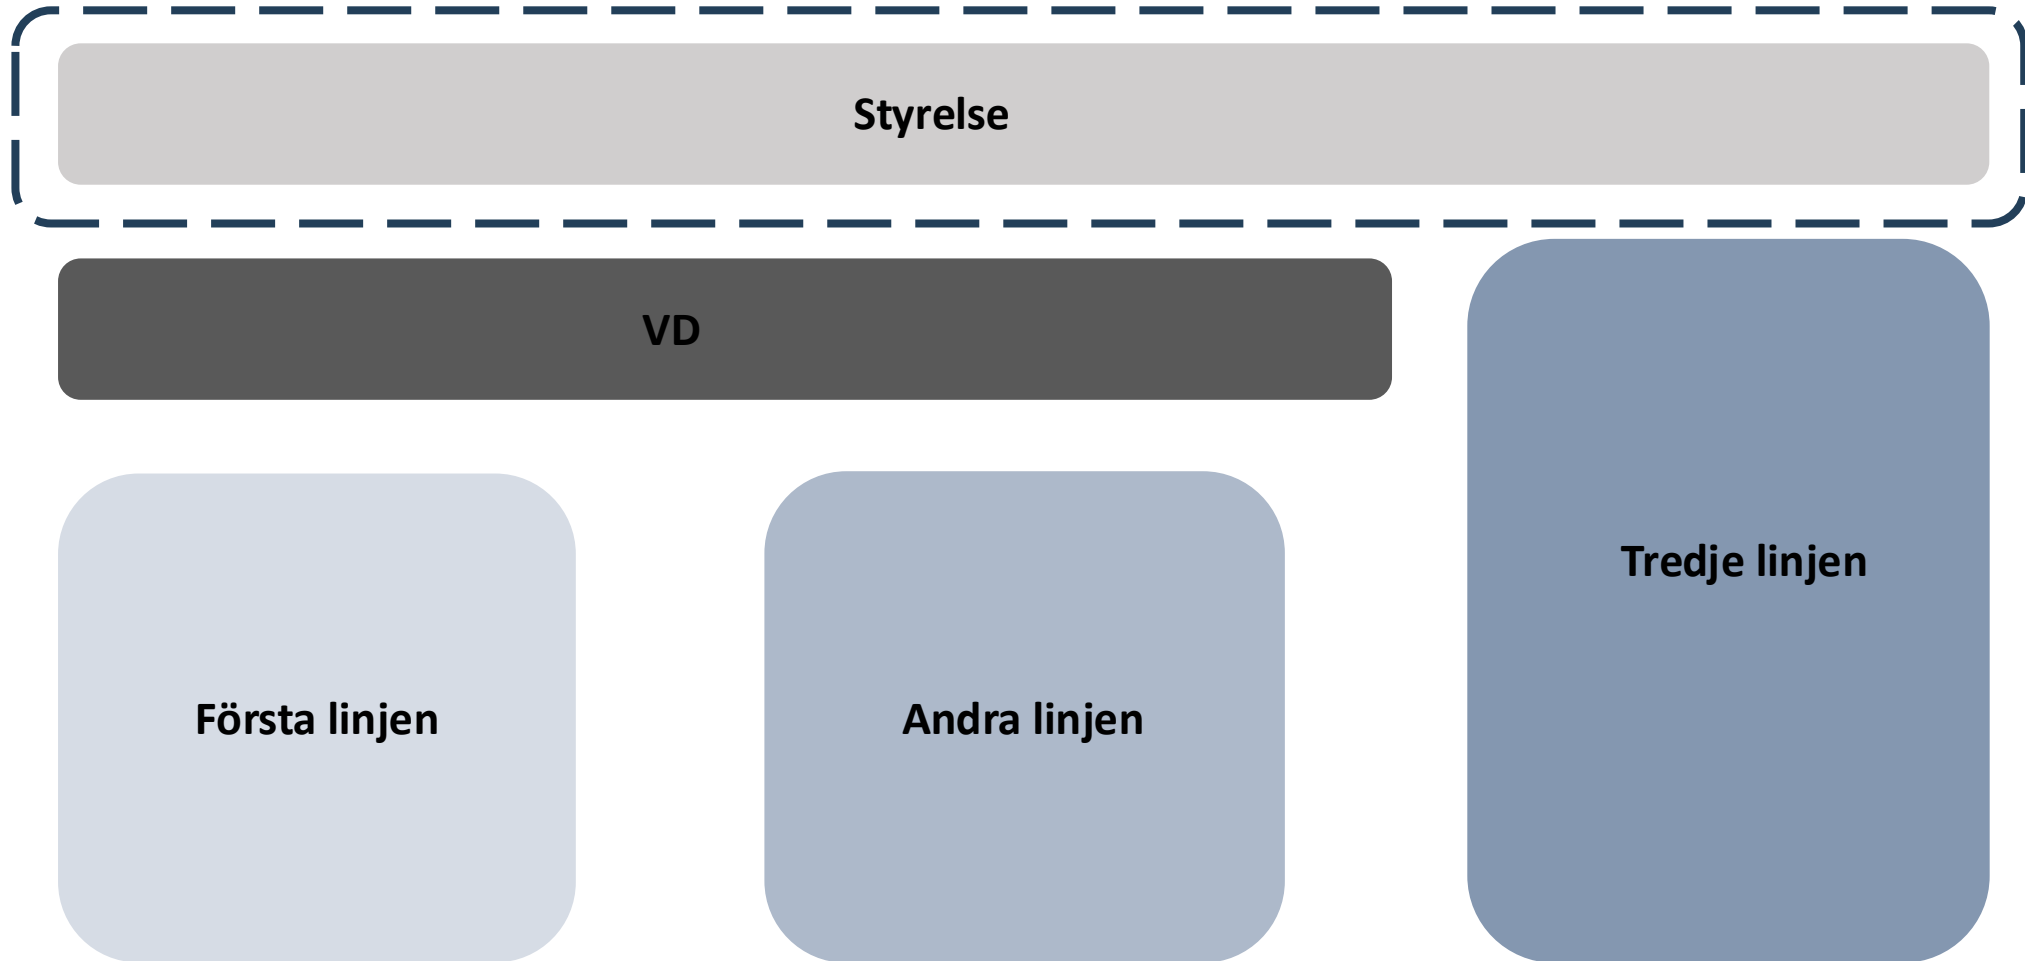 Styrelse
VD
Tredje linjen
Första linjen
Andra linjen